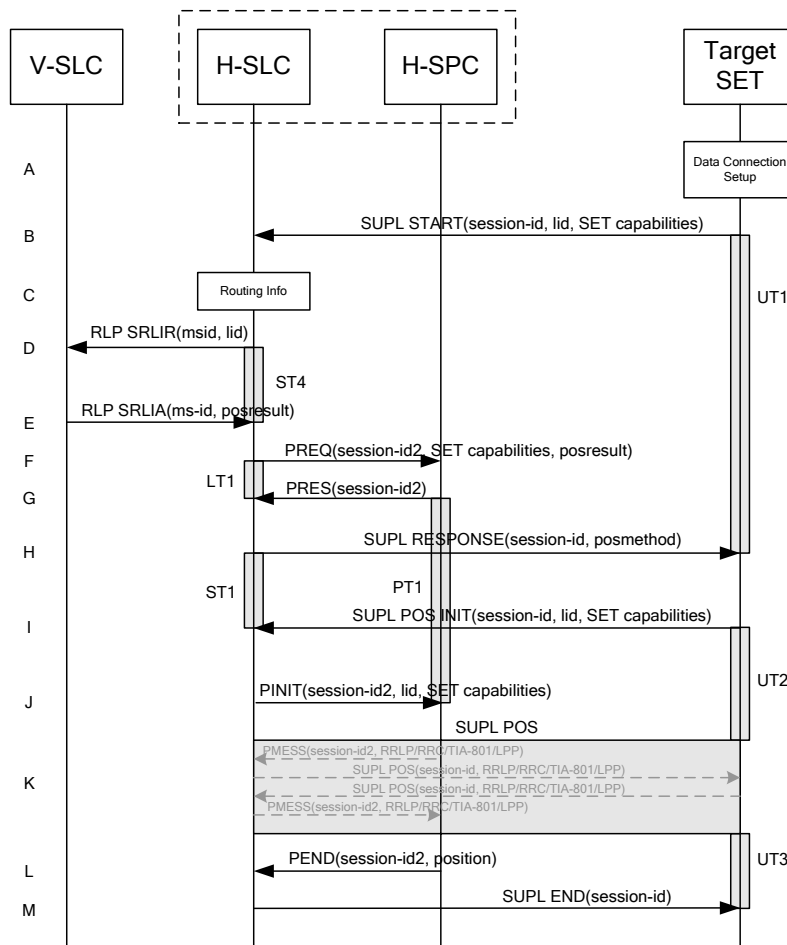 V-SLC
H-SLC
H-SPC
Target
SET
A
Data Connection
Setup
B
SUPL START(session-id, lid, SET capabilities)
C
Routing Info
UT1
D
RLP SRLIR(msid, lid)
ST4
E
RLP SRLIA(ms-id, posresult)
F
PREQ(session-id2, SET capabilities, posresult)
LT1
G
PRES(session-id2)
H
SUPL RESPONSE(session-id, posmethod)
ST1
PT1
I
SUPL POS INIT(session-id, lid, SET capabilities)
UT2
J
PINIT(session-id2, lid, SET capabilities)
SUPL POS
PMESS(session-id2, RRLP/RRC/TIA-801/LPP)
SUPL POS(session-id, RRLP/RRC/TIA-801/LPP)
K
SUPL POS(session-id, RRLP/RRC/TIA-801/LPP)
PMESS(session-id2, RRLP/RRC/TIA-801/LPP)
L
PEND(session-id2, position)
UT3
M
SUPL END(session-id)